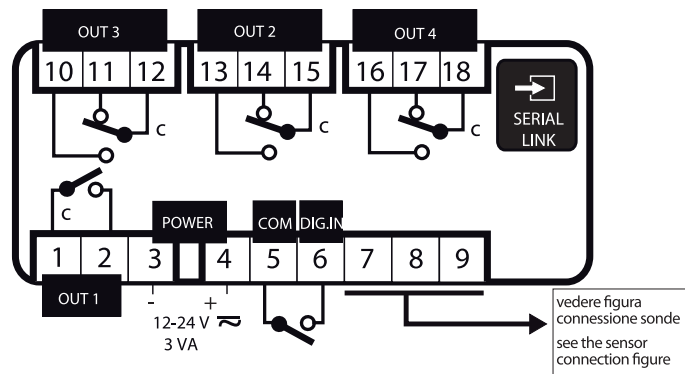 OUT 3
OUT 2
OUT 4
10 11 12
13 14 15
16 17 18
C
C
C
SERIAL
LINK
C
POWER
COM
DIG.IN
1 2 3 4 5 6 7 8 9
OUT 1
- +
12-24 V
3 VA
vedere figura
connessione sonde
see the sensor
connection figure